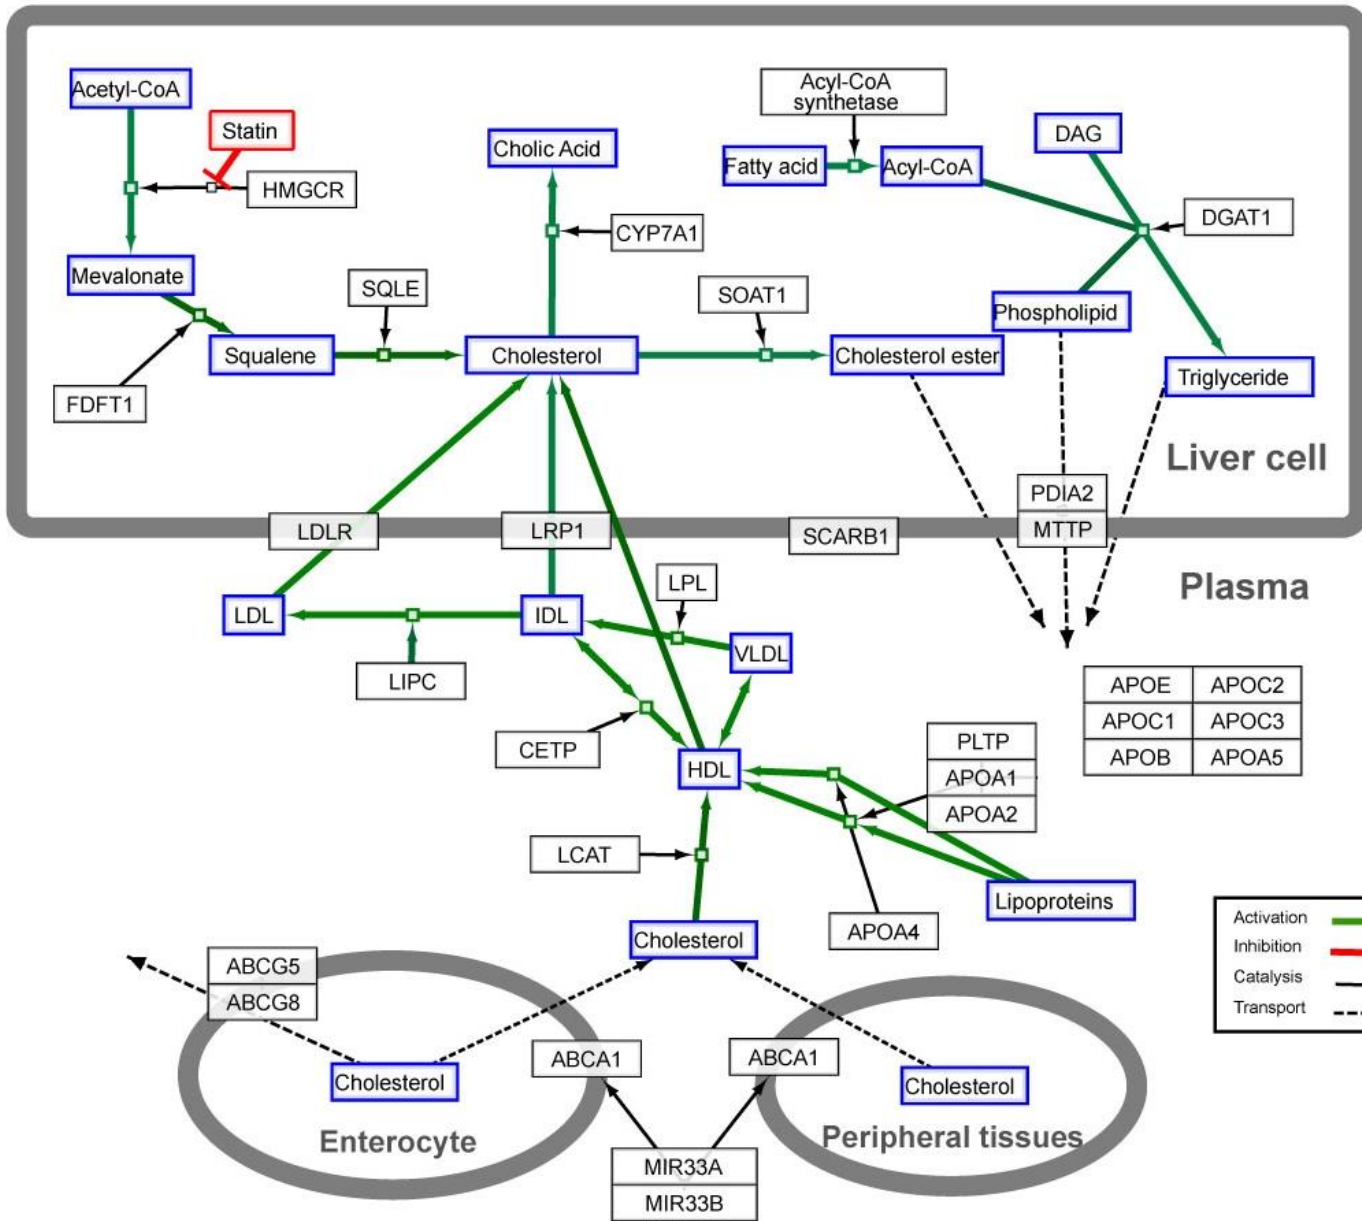 Acetyl-CoA
Statin
HMGCR
Cholic Acid
Acyl-CoA
synthetase
Fatty acid
Acyl-CoA
DAG
DGAT1
CYP7A1
Mevalonate
SQLE
SOAT1
Phospholipid
Squalene
Cholesterol
Cholesterol ester
Triglyceride
FDFT1
Liver cell
PDIA2
MTTP
LDLR
LRP1
SCARB1
Plasma
LPL
LDL
IDL
VLDL
LIPC
CETP
HDL
APOE
APOC2
APOC1
APOC3
APOB
APOA5
PLTP
APOA1
APOA2
LCAT
Lipoproteins
APOA4
Cholesterol
Activation
Inhibition
Catalysis
Transport
ABCG5
ABCG8
ABCA1
ABCA1
Cholesterol
Cholesterol
Enterocyte
Peripheral tissues
MIR33A
MIR33B